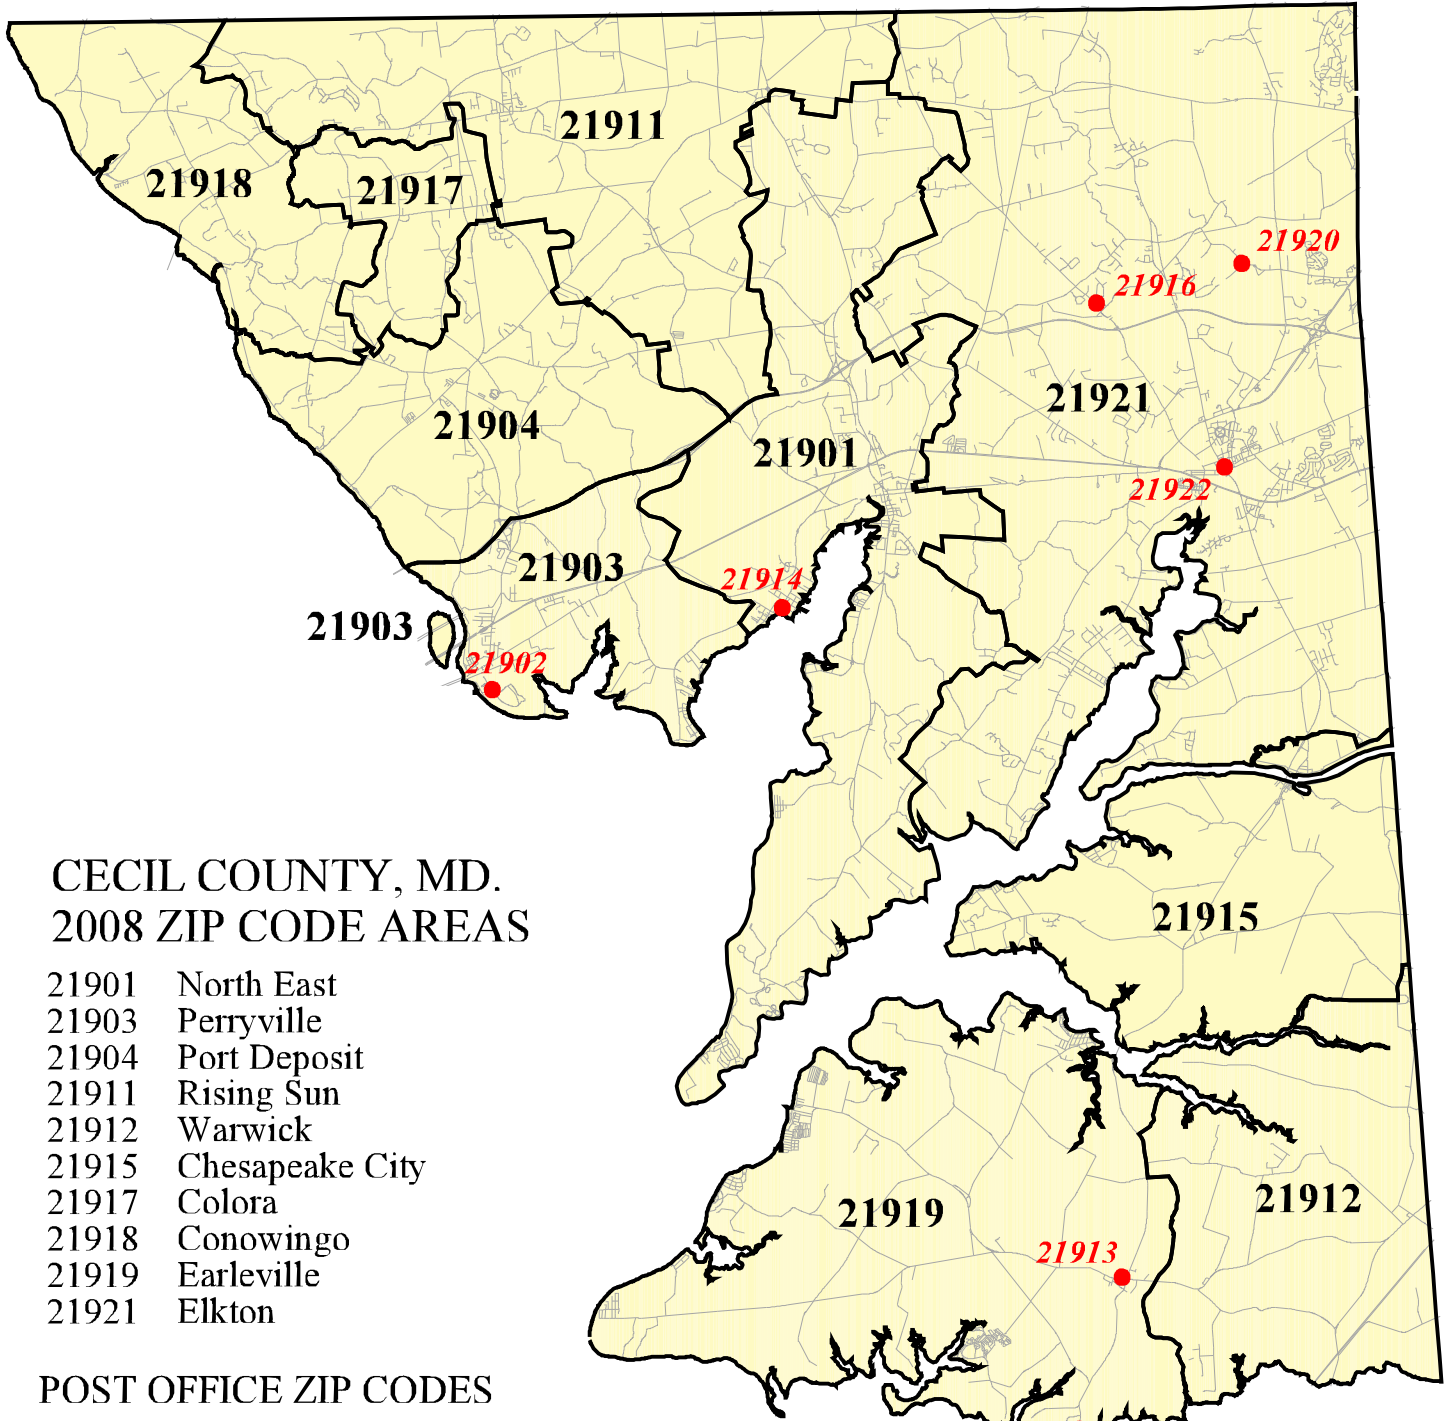 21911
21918
21917
21920
21916
21921
21904
21901
21922
21903
21914
21903
21902
CECIL COUNTY, MD.
2008 ZIP CODE AREAS
21915
21901 North East
21903 Perryville
21904 Port Deposit
21911 Rising Sun
21912 Warwick
21915 Chesapeake City
21917 Colora
21918 Conowingo
21919 Earleville
21921 Elkton
21919
21912
21913
POST OFFICE ZIP CODES